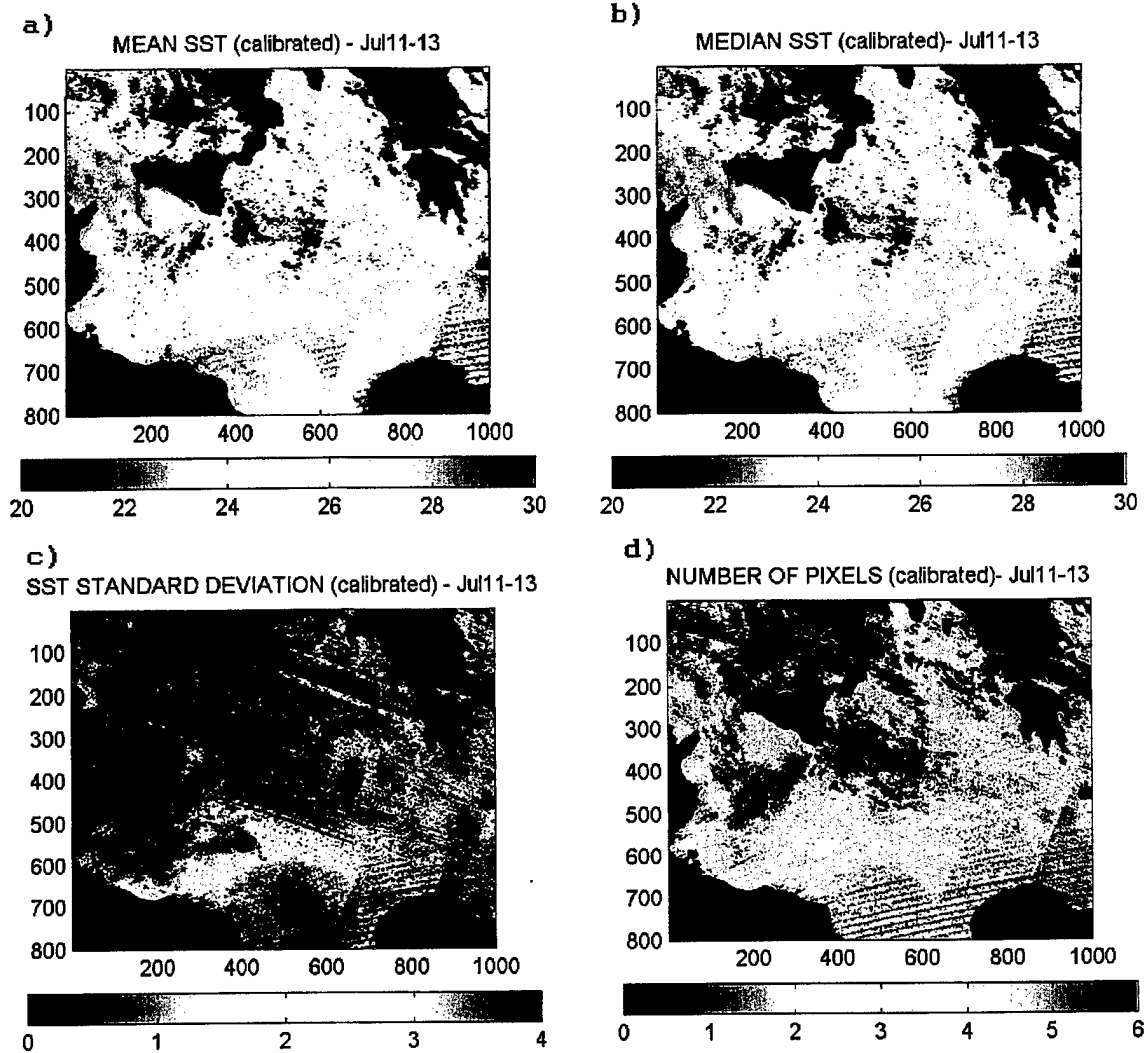 a)
MEAN SST (calibrated) - Jul11-13
100
200
300
400
500
600
700
800
200 400 600 800 1000
20 22 24 26 28 30
b)
MEDIAN SST (calibrated)- Jul11-13
100
200
300
400
500
600
700
800
200 400 600 800 1000
20 22 24 26 28 30
c)
SST STANDARD DEVIATION (calibrated) - Jul11-13
100
200
300
400
500
600
700
800
200 400 600 800 1000
0 1 2 3 4
d)
NUMBER OF PIXELS (calibrated)- Jul11-13
100
200
300
400
500
600
700
800
200 400 600 800 1000
0 1 2 3 4 5 6